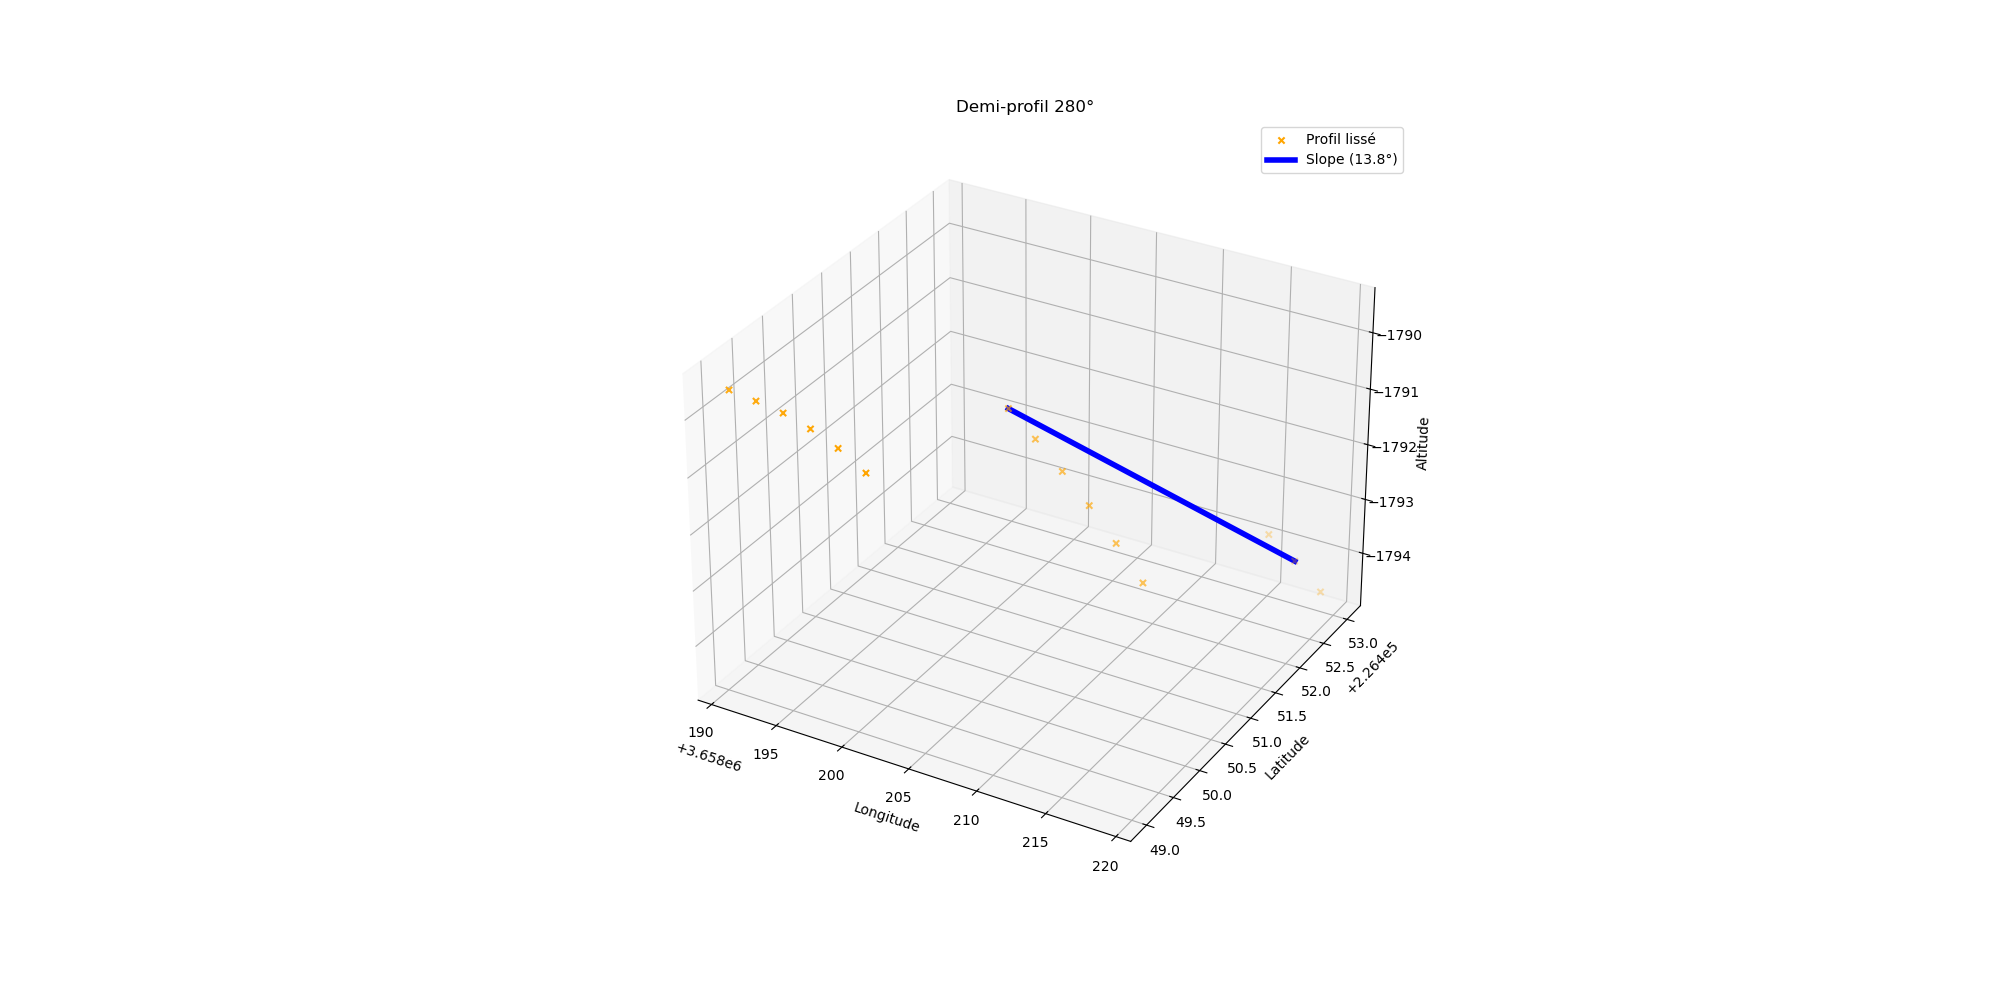 Demi-profil 280°
Profil lissé
Slope (13.8°)
−1790
−1791
−1792
−1793
−1794
Altitude
53.0
52.5
52.0
51.5
51.0
50.5
50.0
49.5
49.0
+2.264e5
Latitude
190
195
200
205
210
215
220
+3.658e6
Longitude